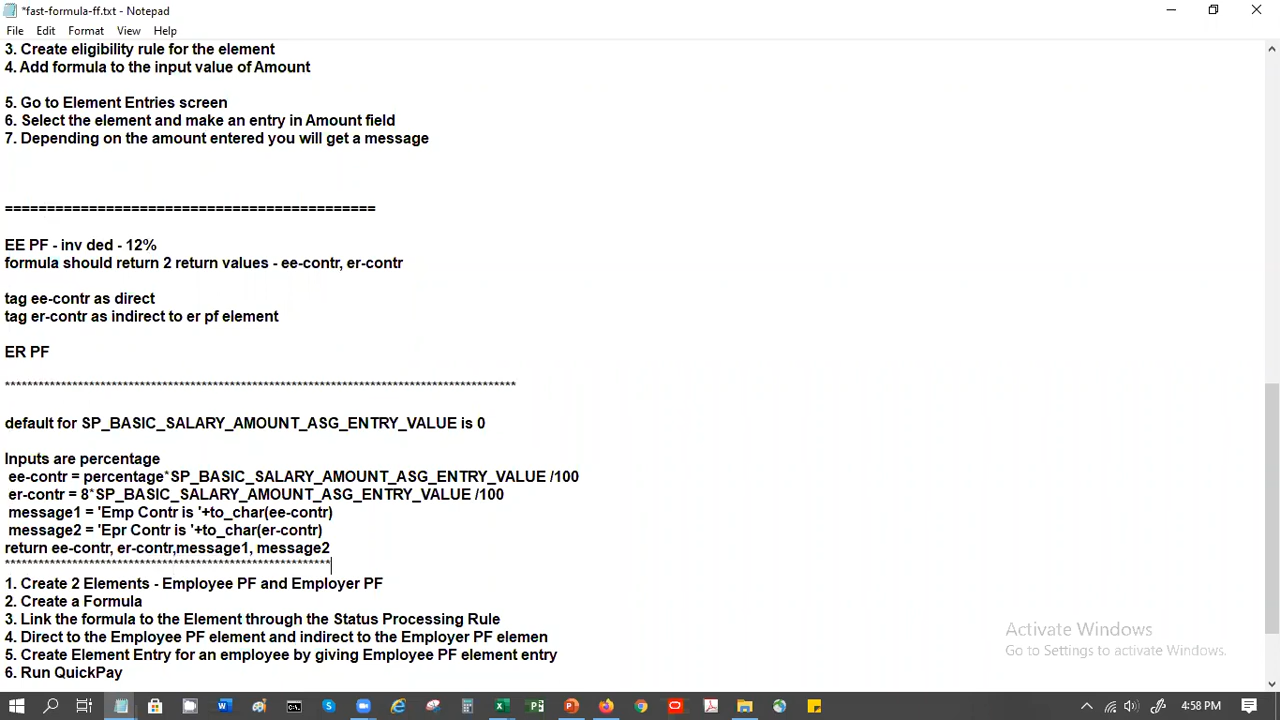 *fast-formula-ff.txt - Notepad
File Edit Format View Help
3. Create eligibility rule for the element
4. Add formula to the input value of Amount
5. Go to Element Entries screen
6. Select the element and make an entry in Amount field
7. Depending on the amount entered you will get a message
============================================
EE PF - inv ded - 12%
formula should return 2 return values - ee-contr, er-contr
tag ee-contr as direct
tag er-contr as indirect to er pf element
ER PF
******************************************************************************************
default for SP_BASIC_SALARY_AMOUNT_ASG_ENTRY_VALUE is 0
Inputs are percentage
ee-contr = percentage*SP_BASIC_SALARY_AMOUNT_ASG_ENTRY_VALUE /100
er-contr = 8*SP_BASIC_SALARY_AMOUNT_ASG_ENTRY_VALUE /100
message1 = 'Emp Contr is '+to_char(ee-contr)
message2 = 'Epr Contr is '+to_char(er-contr)
return ee-contr, er-contr,message1, message2
*********************************************************
1. Create 2 Elements - Employee PF and Employer PF
2. Create a Formula
3. Link the formula to the Element through the Status Processing Rule
4. Direct to the Employee PF element and indirect to the Employer PF elemen
5. Create Element Entry for an employee by giving Employee PF element entry
6. Run QuickPay
Activate Windows
Go to Settings to activate Windows.
4:58 PM